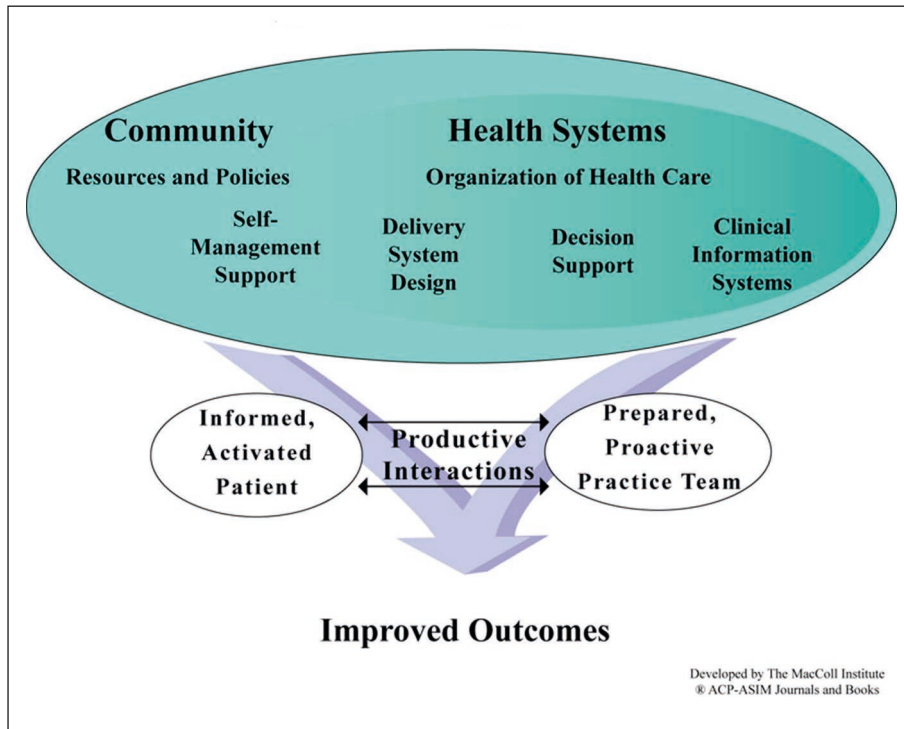 Community
Health Systems
Resources and Policies
Organization of Health Care
Self-
Management
Support
Delivery
System
Design
Decision
Support
Clinical
Information
Systems
Informed,
Activated
Patient
Productive
Interactions
Prepared,
Proactive
Practice Team
Improved Outcomes
Developed by The MacColl Institute
® ACP-ASIM Journals and Books